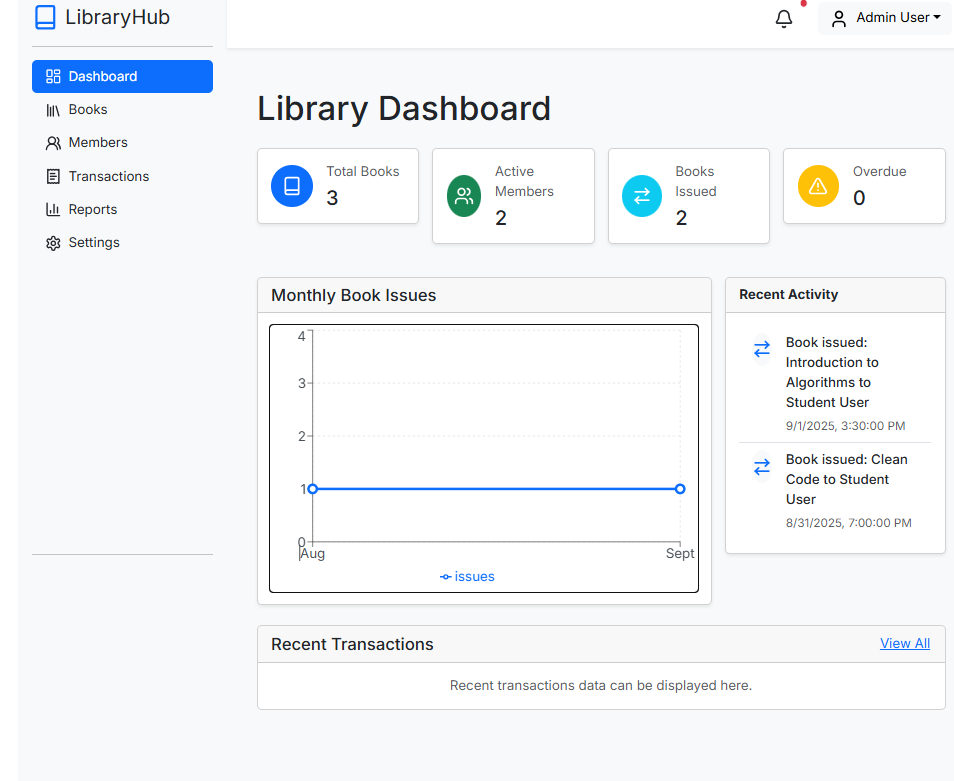 LibraryHub
Admin User
Dashboard
Books
Members
Transactions
Reports
Settings
Library Dashboard
Total Books
3
Active
Members
2
Books
Issued
2
Overdue
0
Monthly Book Issues
4
3
2
1
0
Aug
Sept
issues
Recent Activity
Book issued:
Introduction to
Algorithms to
Student User
9/1/2025, 3:30:00 PM
Book issued: Clean
Code to Student
User
8/31/2025, 7:00:00 PM
Recent Transactions
View All
Recent transactions data can be displayed here.